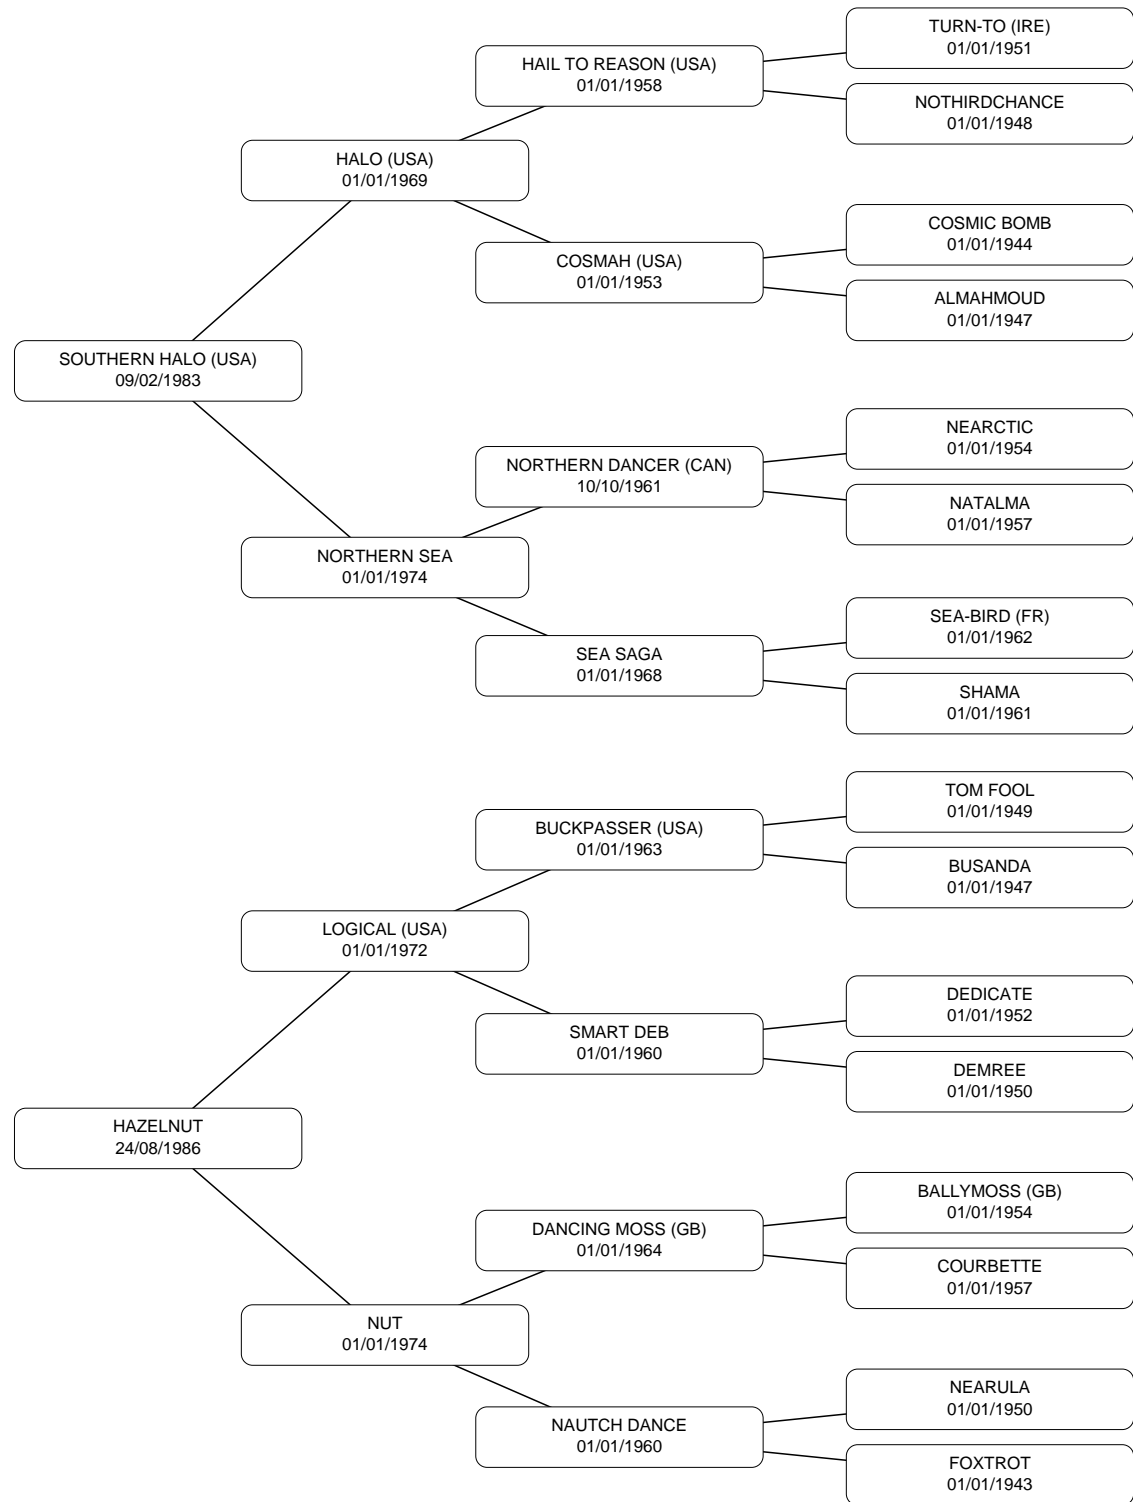 TURN-TO (IRE)
01/01/1951
HAIL TO REASON (USA)
01/01/1958
NOTHIRDCHANCE
01/01/1948
HALO (USA)
01/01/1969
COSMIC BOMB
01/01/1944
COSMAH (USA)
01/01/1953
ALMAHMOUD
01/01/1947
SOUTHERN HALO (USA)
09/02/1983
NEARCTIC
01/01/1954
NORTHERN DANCER (CAN)
10/10/1961
NATALMA
01/01/1957
NORTHERN SEA
01/01/1974
SEA-BIRD (FR)
01/01/1962
SEA SAGA
01/01/1968
SHAMA
01/01/1961
TOM FOOL
01/01/1949
BUCKPASSER (USA)
01/01/1963
BUSANDA
01/01/1947
LOGICAL (USA)
01/01/1972
DEDICATE
01/01/1952
SMART DEB
01/01/1960
DEMREE
01/01/1950
HAZELNUT
24/08/1986
BALLYMOSS (GB)
01/01/1954
DANCING MOSS (GB)
01/01/1964
COURBETTE
01/01/1957
NUT
01/01/1974
NEARULA
01/01/1950
NAUTCH DANCE
01/01/1960
FOXTROT
01/01/1943